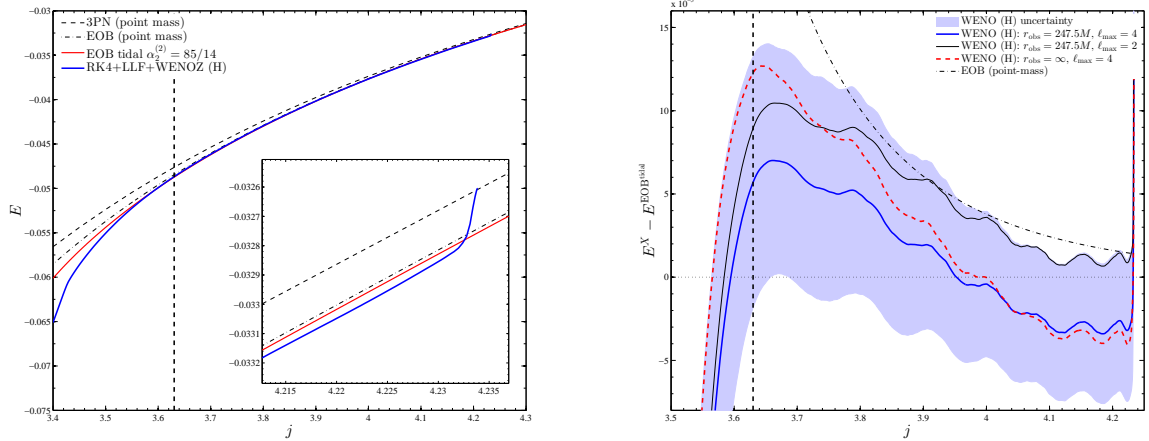 3PN (point mass)
EOB (point mass)
EOB tidal α₂⁽²⁾ = 85/14
RK4+LLF+WENOZ (H)
−0.03
−0.035
−0.04
−0.045
−0.05
−0.055
−0.06
−0.065
−0.07
−0.075
E
3.4 3.5 3.6 3.7 3.8 3.9 4 4.1 4.2 4.3
j
−0.0326
−0.0327
−0.0328
−0.0329
−0.033
−0.0331
−0.0332
4.215 4.22 4.225 4.23 4.235
WENO (H) uncertainty
WENO (H): r_obs = 247.5M, ℓ_max = 4
WENO (H): r_obs = 247.5M, ℓ_max = 2
WENO (H): r_obs = ∞, ℓ_max = 4
EOB (point-mass)
15
10
5
0
−5
E^X − E^EOB^tidal
3.5 3.6 3.7 3.8 3.9 4 4.1 4.2
j